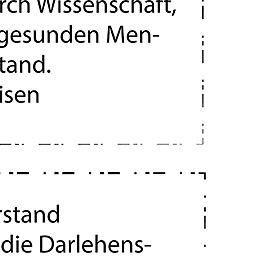 rch Wissenschaft,
gesunden Men-
tand.
isen
rstand
die Darlehens-